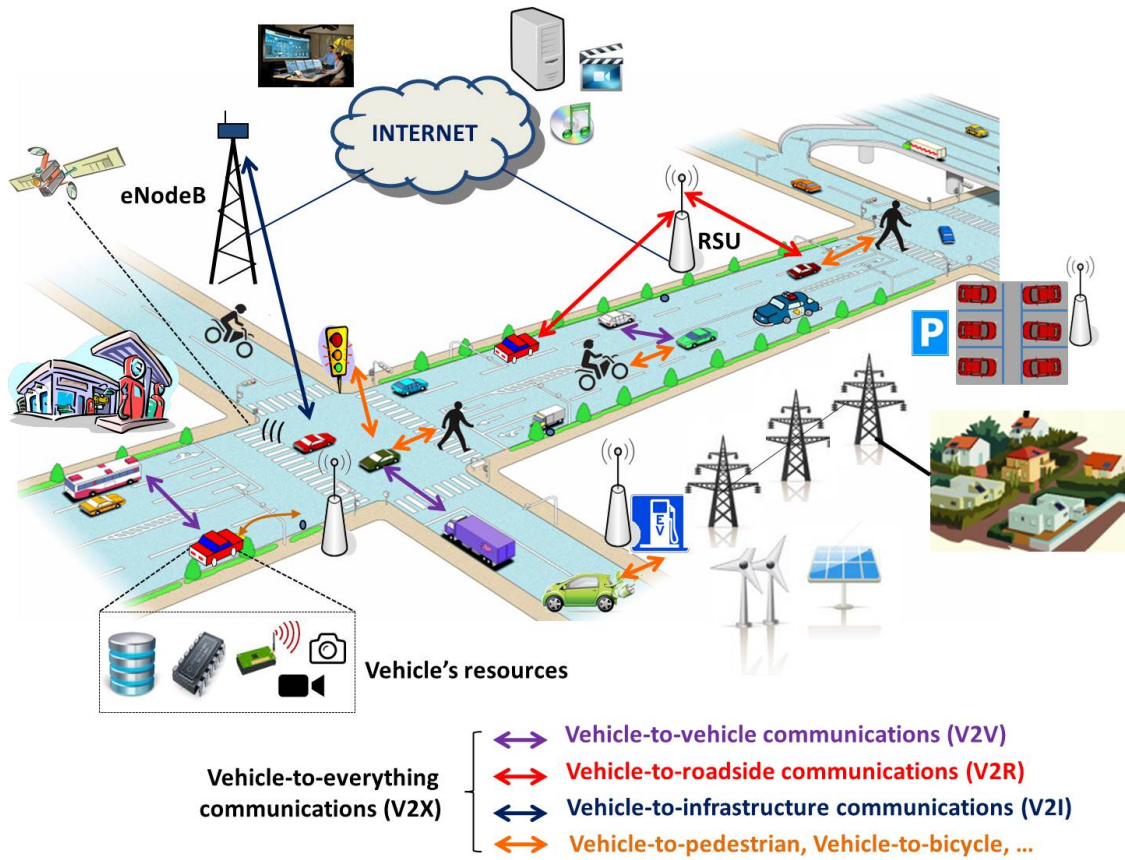 INTERNET
eNodeB
RSU
P
EV
Vehicle’s resources
Vehicle-to-everything
communications (V2X)
Vehicle-to-vehicle communications (V2V)
Vehicle-to-roadside communications (V2R)
Vehicle-to-infrastructure communications (V2I)
Vehicle-to-pedestrian, Vehicle-to-bicycle, ...